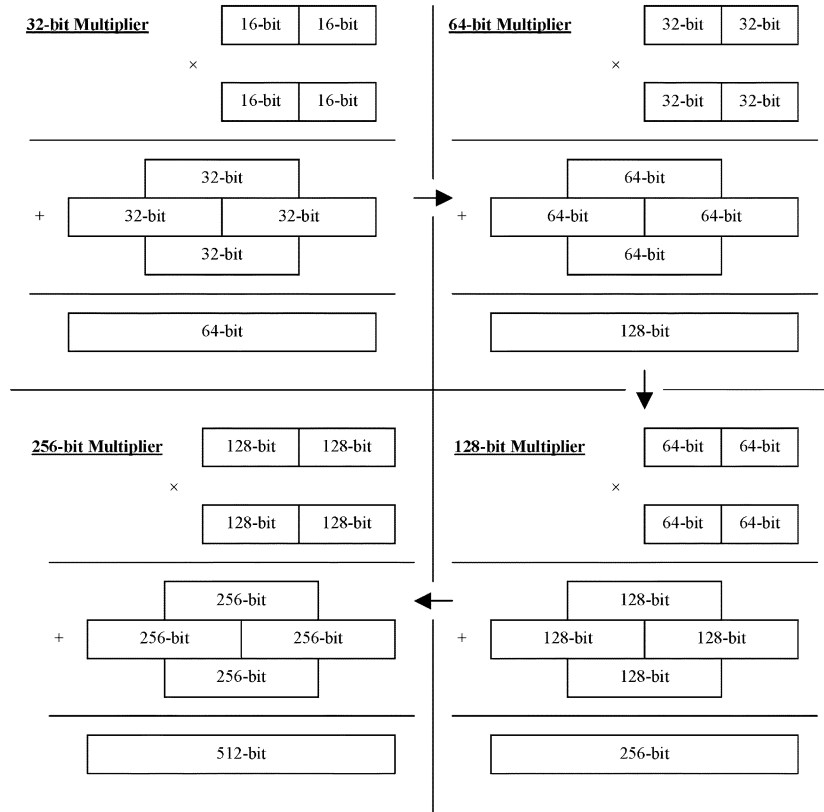 32-bit Multiplier
16-bit 16-bit
×
16-bit 16-bit
32-bit
+ 32-bit 32-bit
32-bit
64-bit
64-bit Multiplier
32-bit 32-bit
×
32-bit 32-bit
64-bit
+ 64-bit 64-bit
64-bit
128-bit
256-bit Multiplier
128-bit 128-bit
×
128-bit 128-bit
256-bit
+ 256-bit 256-bit
256-bit
512-bit
128-bit Multiplier
64-bit 64-bit
×
64-bit 64-bit
128-bit
+ 128-bit 128-bit
128-bit
256-bit